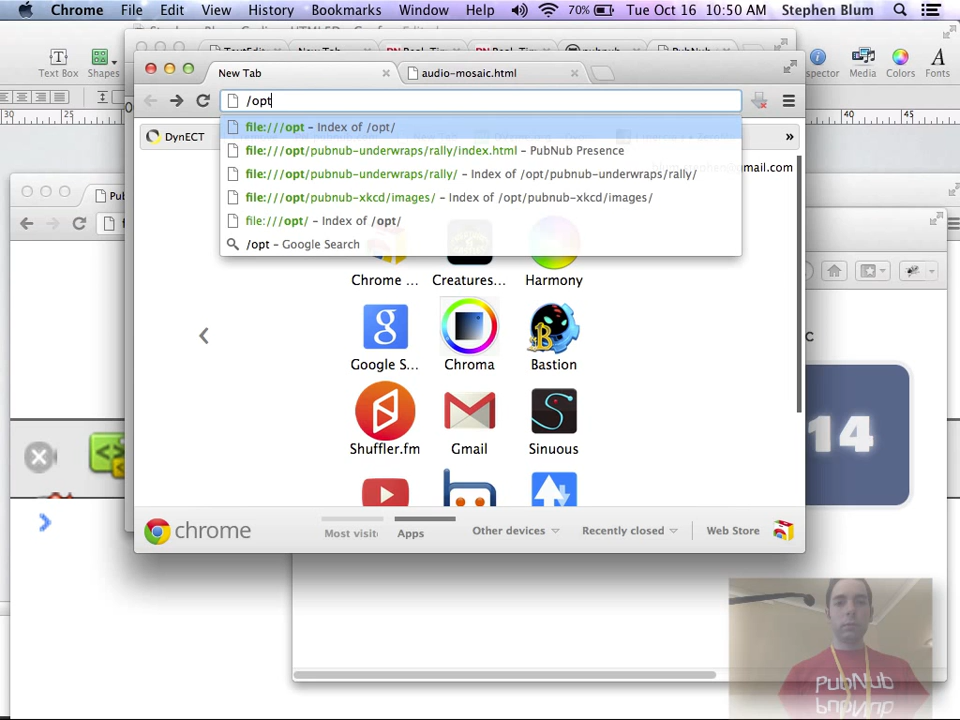 Chrome File Edit View History Bookmarks Window Help 70% Tue Oct 16 10:50 AM Stephen Blum
Text Box Shapes Media Colors Fonts
New Tab audio-mosaic.html
/opt
DynECT »
file:///opt – Index of /opt/
file:///opt/pubnub-underwraps/rally/index.html – PubNub Presence
file:///opt/pubnub-underwraps/rally/ – Index of /opt/pubnub-underwraps/rally/
file:///opt/pubnub-xkcd/images/ – Index of /opt/pubnub-xkcd/images/
file:///opt/ – Index of /opt/
/opt – Google Search
Chrome ... Creatures... Harmony
Google S... Chroma Bastion
Shuffler.fm Gmail Sinuous
14
chrome Most visite Apps Other devices Recently closed Web Store
PubNub